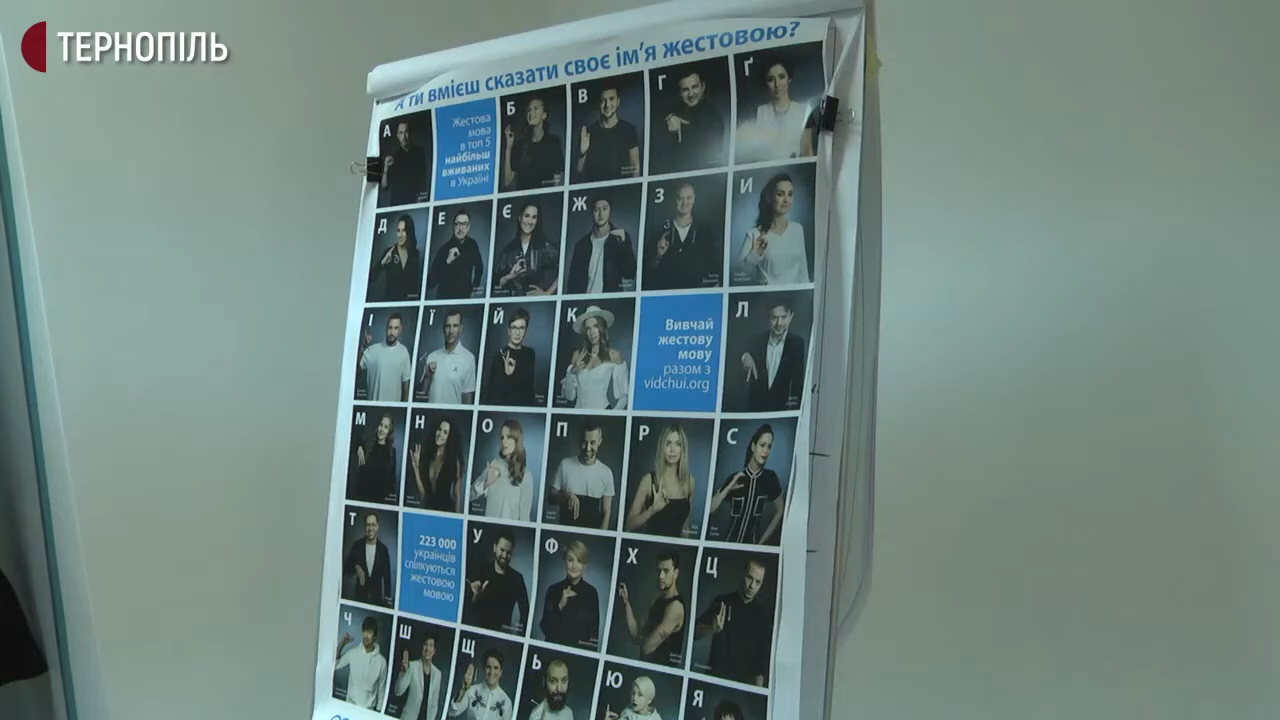 ТЕРНОПІЛЬ
А ти вмієш сказати своє ім'я жестовою?
А
Жестова
мова
в топ 5
найбільш
вживаних
в Україні
Б
В
Г
Ґ
Д
Е
Є
Ж
З
И
І
Ї
Й
К
Вивчай
жестову
мову
разом з
vidchui.org
Л
М
Н
О
П
Р
С
Т
223 000
українців
спілкуються
жестовою
мовою
У
Ф
Х
Ц
Ч
Ш
Щ
Ь
Ю
Я